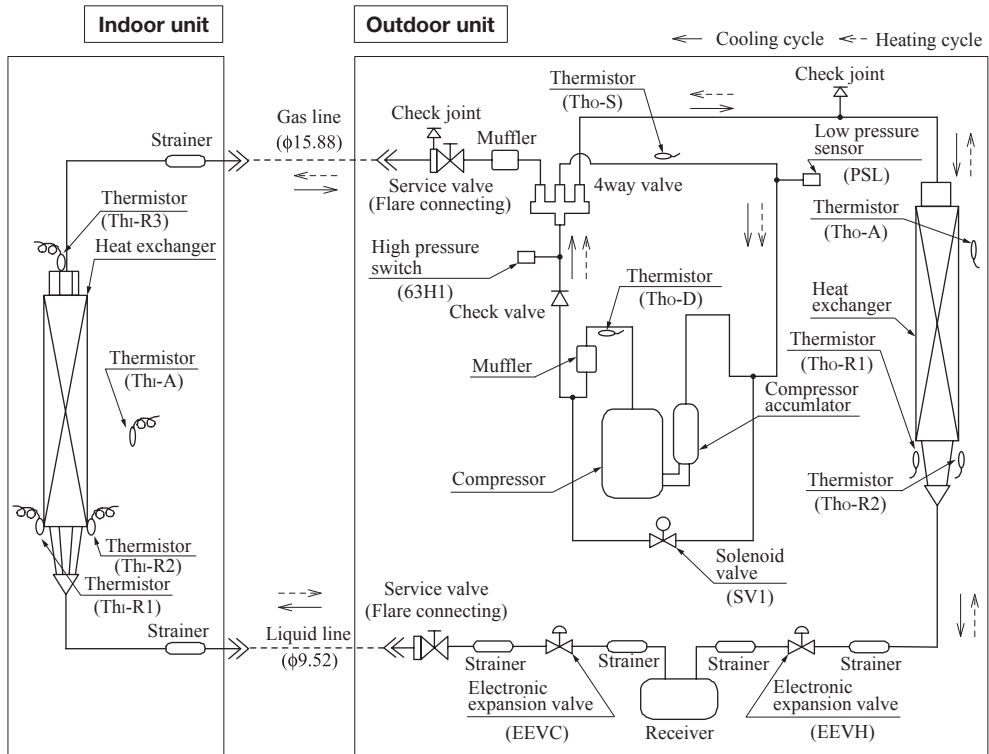 Indoor unit
Outdoor unit
Cooling cycle
Heating cycle
Check joint
Thermistor
(Tho-S)
Gas line
(ϕ15.88)
Check joint
Muffler
Strainer
Low pressure
sensor
(PSL)
Service valve
(Flare connecting)
4way valve
Thermistor
(ThI-R3)
Heat exchanger
Thermistor
(Tho-A)
High pressure
switch
(63H1)
Check valve
Thermistor
(Tho-D)
Heat
exchanger
Thermistor
(ThI-A)
Muffler
Thermistor
(Tho-R1)
Compressor
accumlator
Compressor
Thermistor
(Tho-R2)
Thermistor
(ThI-R2)
Thermistor
(ThI-R1)
Solenoid
valve
(SV1)
Service valve
(Flare connecting)
Strainer
Liquid line
(ϕ9.52)
Strainer
Strainer
Strainer
Strainer
Electronic
expansion valve
(EEVC)
Receiver
Electronic
expansion valve
(EEVH)